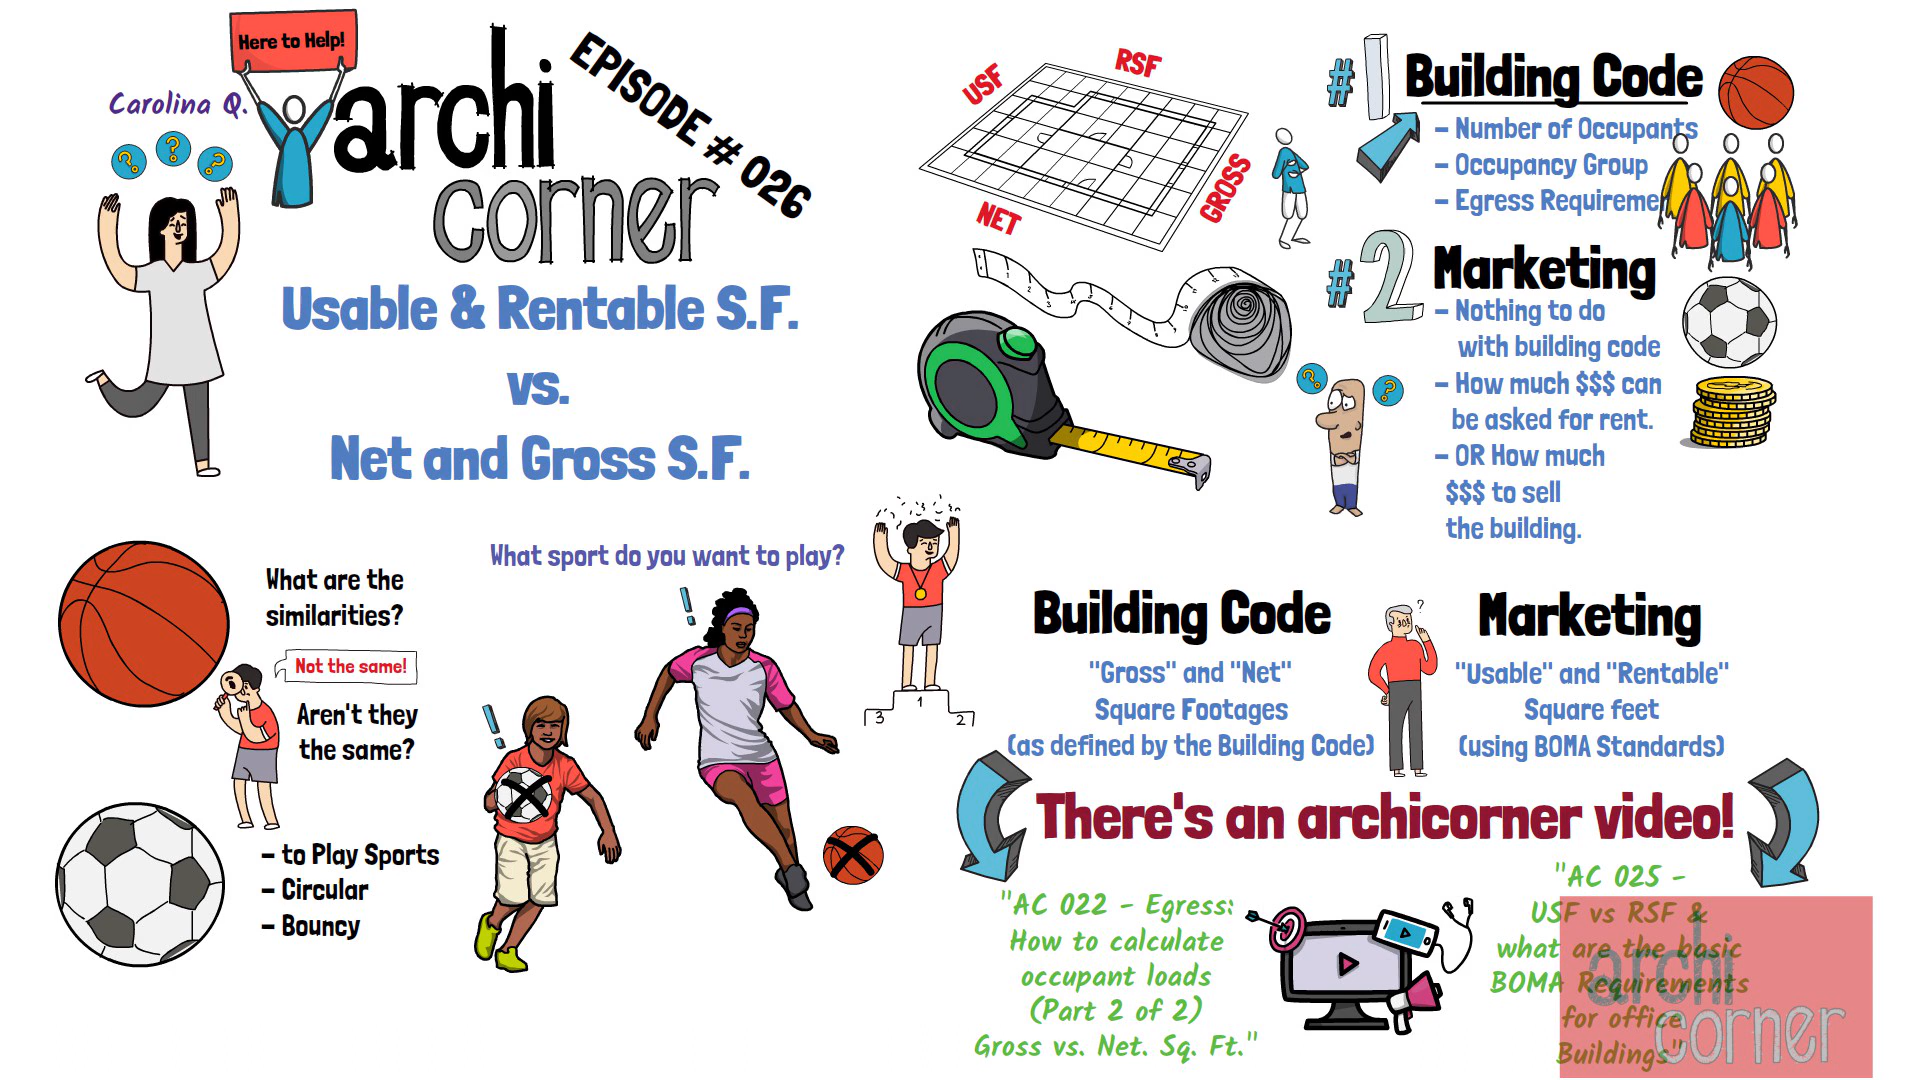 Here to Help!
Carolina Q.
archi
corner
EPISODE # 026
Usable & Rentable S.F.
vs.
Net and Gross S.F.
What are the
similarities?
Not the same!
Aren't they
the same?
- to Play Sports
- Circular
- Bouncy
What sport do you want to play?
3 1 2
USF
RSF
NET
GROSS
#1
Building Code
- Number of Occupants
- Occupancy Group
- Egress Requireme
#2
Marketing
- Nothing to do
with building code
- How much $$$ can
be asked for rent.
- OR How much
$$$ to sell
the building.
Building Code
"Gross" and "Net"
Square Footages
(as defined by the Building Code)
Marketing
"Usable" and "Rentable"
Square feet
(using BOMA Standards)
There's an archicorner video!
"AC 022 - Egress:
How to calculate
occupant loads
(Part 2 of 2)
Gross vs. Net. Sq. Ft."
"AC 025 -
USF vs RSF &
what are the basic
BOMA Requirements
for office
Buildings"
archi
corner